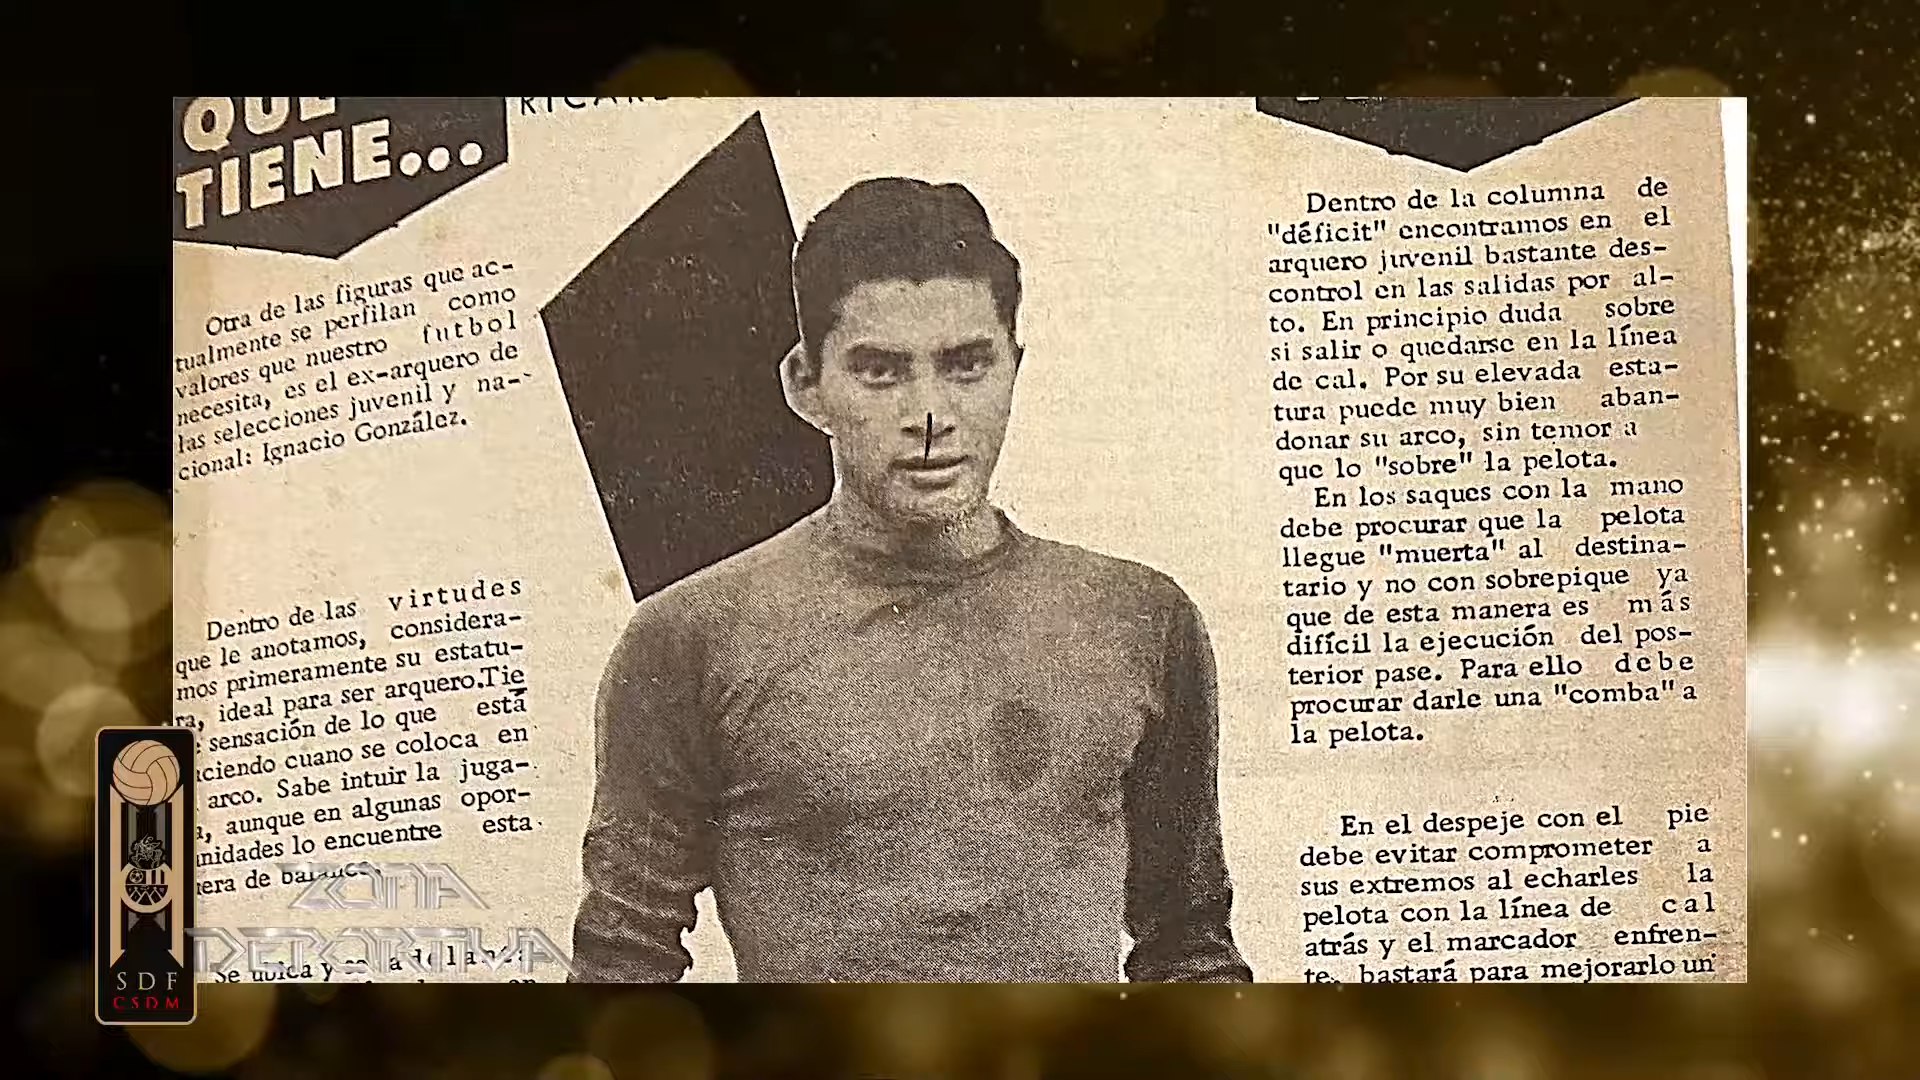 QUE
TIENE...
Otra de las figuras que ac-
tualmente se perfilan como
valores que nuestro futbol
necesita, es el ex-arquero de
las selecciones juvenil y na-
cional: Ignacio González.
Dentro de las virtudes
que le anotamos, considera-
mos primeramente su estatu-
ra, ideal para ser arquero.Tie
sensación de lo que está
ciendo cuano se coloca en
arco. Sabe intuir la juga-
aunque en algunas opor-
nidades lo encuentre esta
era de
Se ubica y
Dentro de la columna de
"déficit" encontramos en el
arquero juvenil bastante des-
control en las salidas por al-
to. En principio duda sobre
si salir o quedarse en la línea
de cal. Por su elevada esta-
tura puede muy bien aban-
donar su arco, sin temor a
que lo "sobre" la pelota.
En los saques con la mano
debe procurar que la pelota
llegue "muerta" al destina-
tario y no con sobrepique ya
que de esta manera es más
difícil la ejecución del pos-
terior pase. Para ello debe
procurar darle una "comba" a
la pelota.
En el despeje con el pie
debe evitar comprometer a
sus extremos al echarles la
pelota con la línea de cal
atrás y el marcador enfren-
te, bastará para mejorarlo un
ZONA
DEPORTIVA
SDF
CSDM